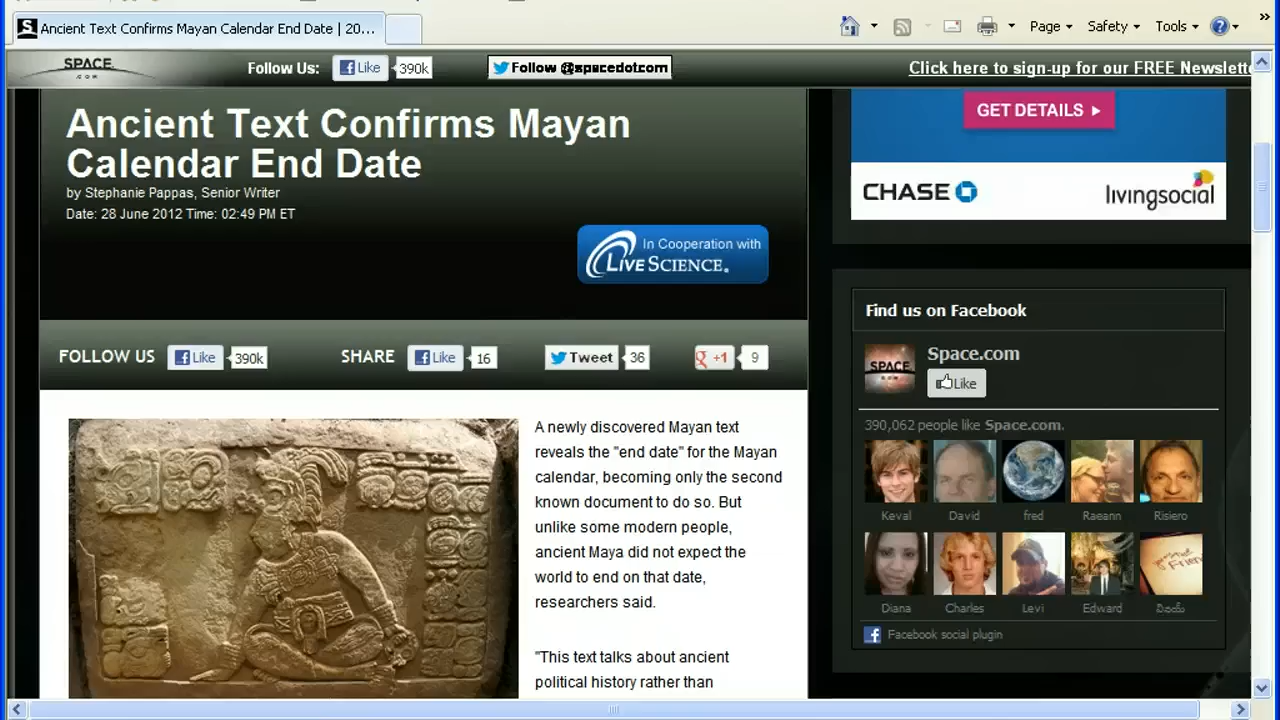 Ancient Text Confirms Mayan Calendar End Date | 20...
Page
Safety
Tools
SPACE
.COM
Follow Us:
Like
390k
Follow @spacedotcom
Click here to sign-up for our FREE Newslette
Ancient Text Confirms Mayan
Calendar End Date
by Stephanie Pappas, Senior Writer
Date: 28 June 2012 Time: 02:49 PM ET
In Cooperation with
LIVESCIENCE.
FOLLOW US
Like
390k
SHARE
Like
16
Tweet
36
+1
9
A newly discovered Mayan text
reveals the "end date" for the Mayan
calendar, becoming only the second
known document to do so. But
unlike some modern people,
ancient Maya did not expect the
world to end on that date,
researchers said.
"This text talks about ancient
political history rather than
GET DETAILS
CHASE
livingsocial
Find us on Facebook
SPACE
.COM
Space.com
Like
390,062 people like Space.com.
Keval
David
fred
Raeann
Risiero
Diana
Charles
Levi
Edward
Facebook social plugin